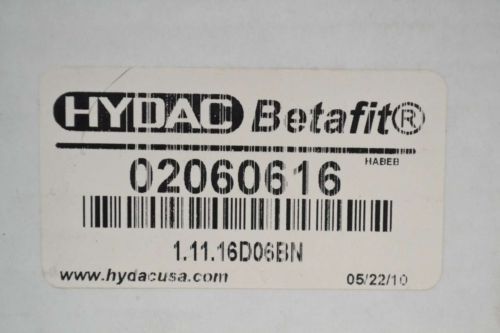 HYDAC Betafit®
HABEB
02060616
1.11.16D06BN
www.hydacusa.com 05/22/10